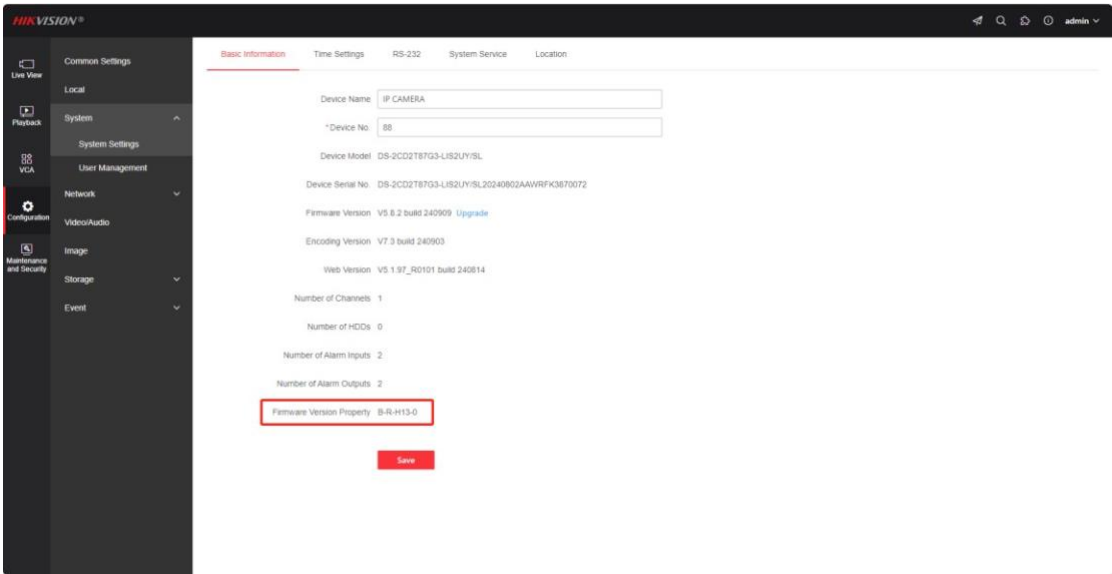 HIKVISION®
admin
Live View
Playback
VCA
Configuration
Maintenance
and Security
Common Settings
Local
System
System Settings
User Management
Network
Video/Audio
Image
Storage
Event
Basic Information Time Settings RS-232 System Service Location
Device Name IP CAMERA
*Device No. 88
Device Model DS-2CD2T87G3-LIS2UY/SL
Device Serial No. DS-2CD2T87G3-LIS2UY/SL20240802AAWRFK3870072
Firmware Version V5.8.2 build 240909 Upgrade
Encoding Version V7.3 build 240903
Web Version V5.1.97_R0101 build 240814
Number of Channels 1
Number of HDDs 0
Number of Alarm Inputs 2
Number of Alarm Outputs 2
Firmware Version Property B-R-H13-0
Save